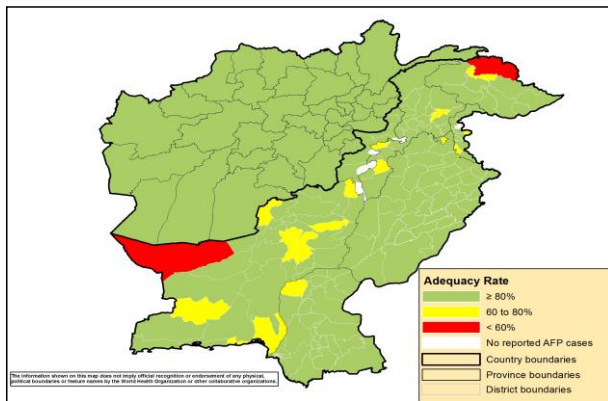 Adequacy Rate
≥ 80%
60 to 80%
< 60%
No reported AFP cases
Country boundaries
Province boundaries
District boundaries
The information shown on this map does not imply official recognition or endorsement of any physical,
political boundaries or feature names by the World Health Organization or other collaborative organizations.